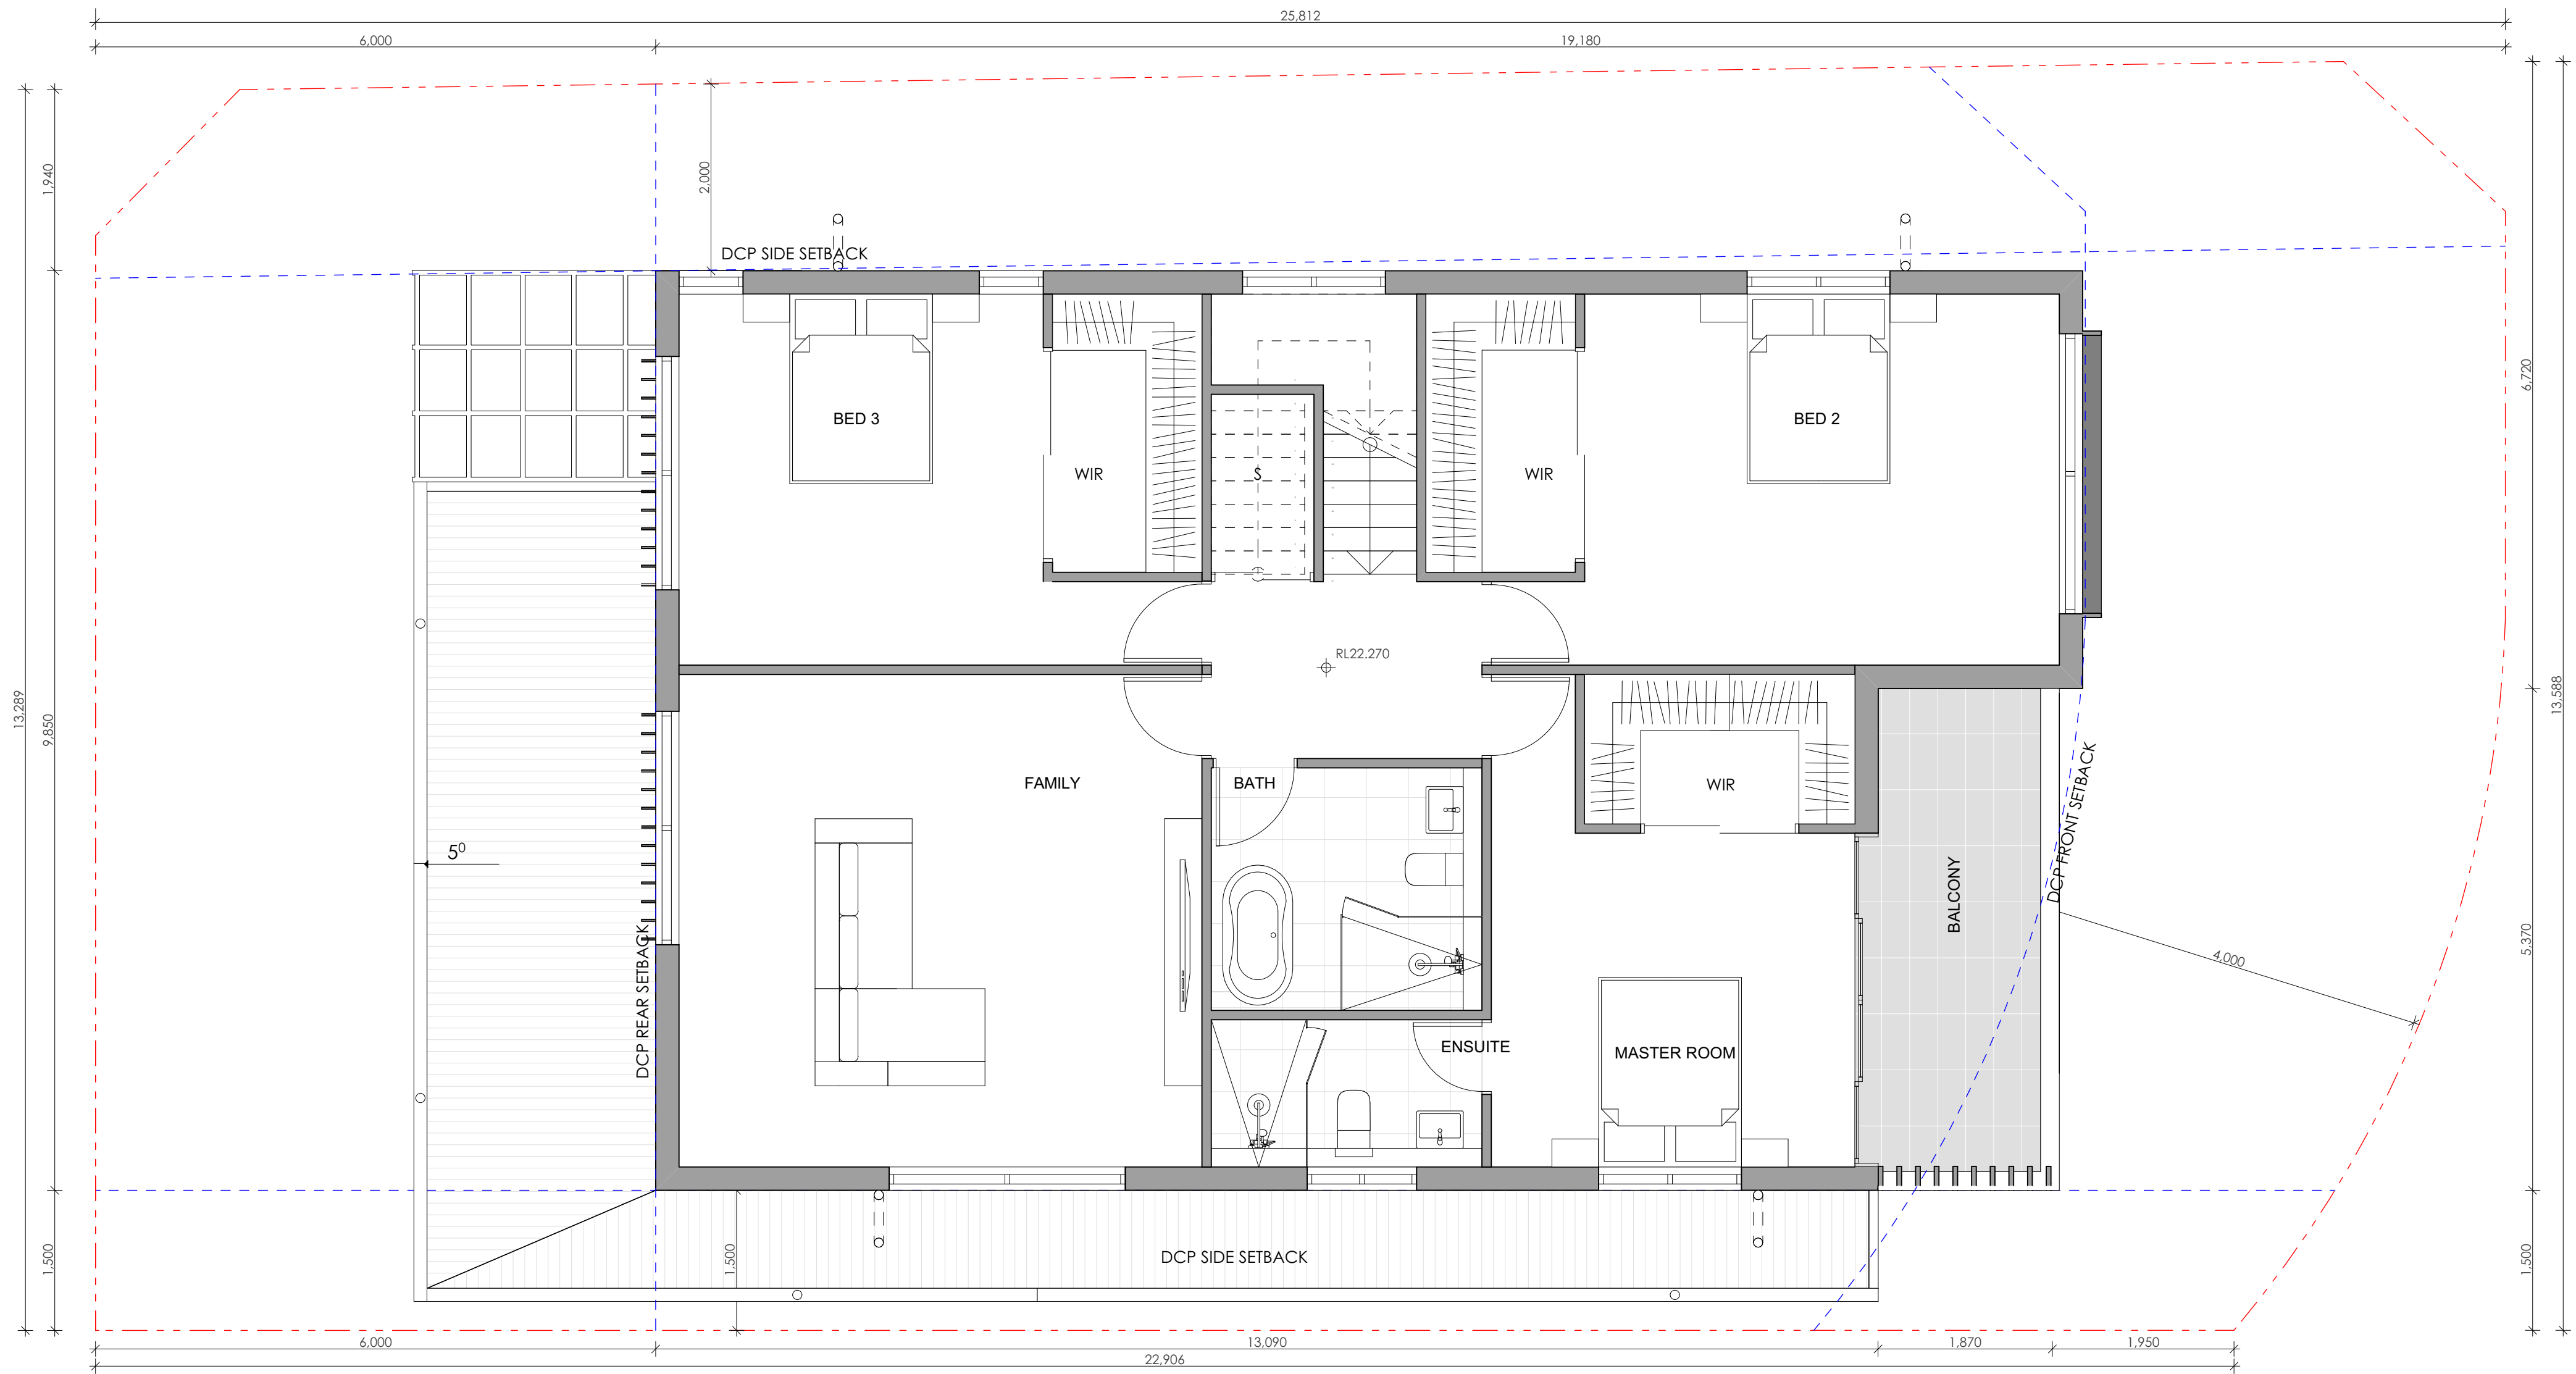 25,812
6,000
19,180
1,940
2,000
DCP SIDE SETBACK
6,720
BED 3
BED 2
WIR
S
WIR
RL22.270
13,289
9,850
13,588
FAMILY
BATH
WIR
DCP FRONT SETBACK
5⁰
BALCONY
DCP REAR SETBACK
5,370
4,000
ENSUITE
MASTER ROOM
1,500
1,500
DCP SIDE SETBACK
1,500
6,000
13,090
1,870
1,950
22,906